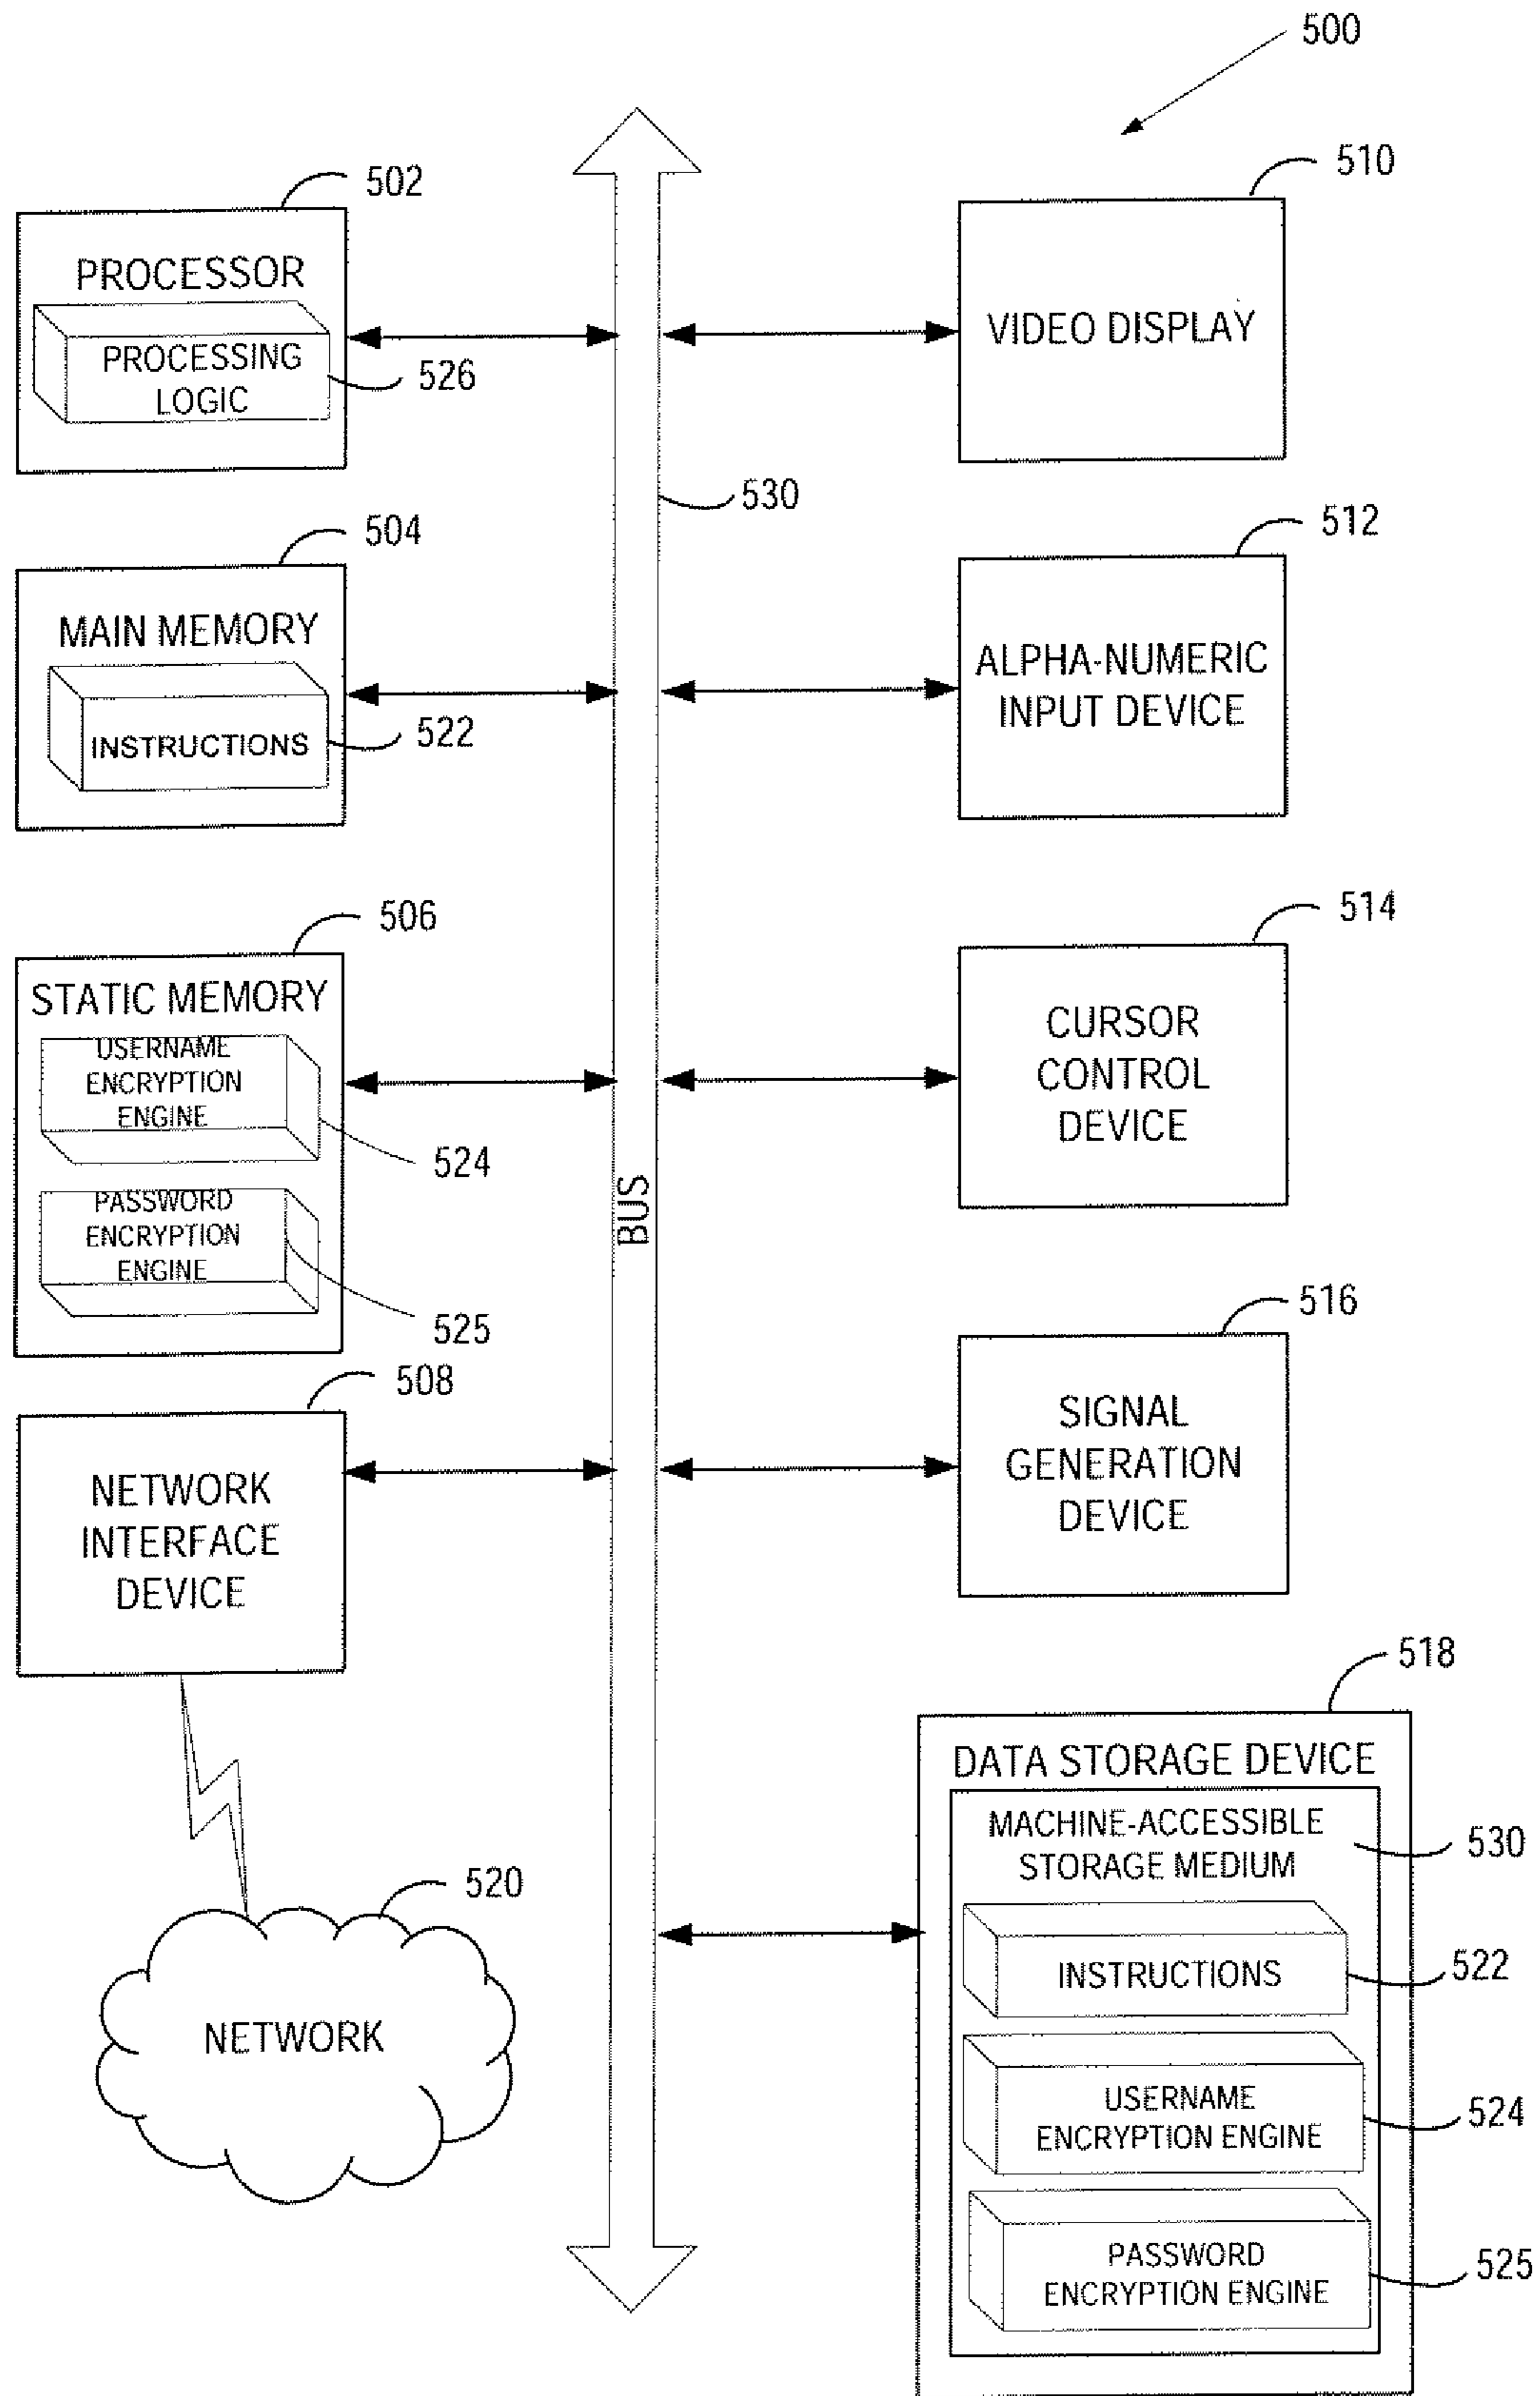 500
502
PROCESSOR
PROCESSING
LOGIC
526
510
VIDEO DISPLAY
530
504
MAIN MEMORY
INSTRUCTIONS
522
512
ALPHA-NUMERIC
INPUT DEVICE
506
STATIC MEMORY
USERNAME
ENCRYPTION
ENGINE
524
PASSWORD
ENCRYPTION
ENGINE
525
514
CURSOR
CONTROL
DEVICE
BUS
508
NETWORK
INTERFACE
DEVICE
516
SIGNAL
GENERATION
DEVICE
520
NETWORK
518
DATA STORAGE DEVICE
MACHINE-ACCESSIBLE
STORAGE MEDIUM
530
INSTRUCTIONS
522
USERNAME
ENCRYPTION ENGINE
524
PASSWORD
ENCRYPTION ENGINE
525